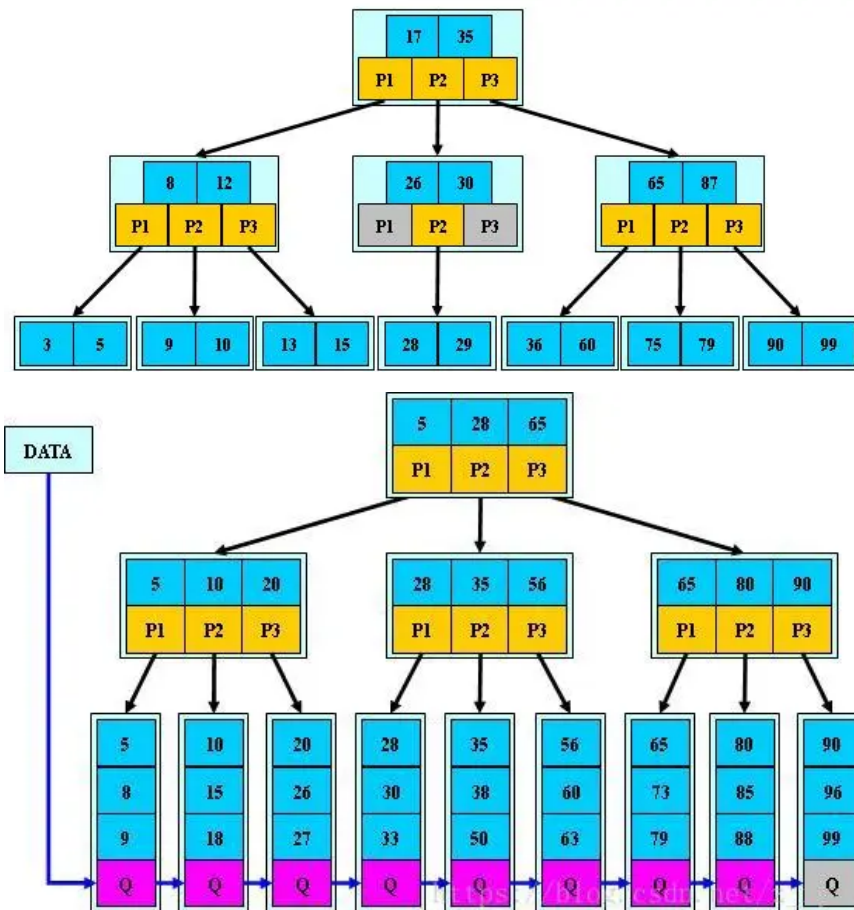 17 35
P1 P2 P3
8 12 26 30 65 87
P1 P2 P3 P1 P2 P3 P1 P2 P3
3 5 9 10 13 15 28 29 36 60 75 79 90 99
5 28 65
DATA
P1 P2 P3
5 10 20 28 35 56 65 80 90
P1 P2 P3 P1 P2 P3 P1 P2 P3
5 10 20 28 35 56 65 80 90
8 15 26 30 38 60 73 85 96
9 18 27 33 50 63 79 88 99
Q Q Q Q Q Q Q Q Q